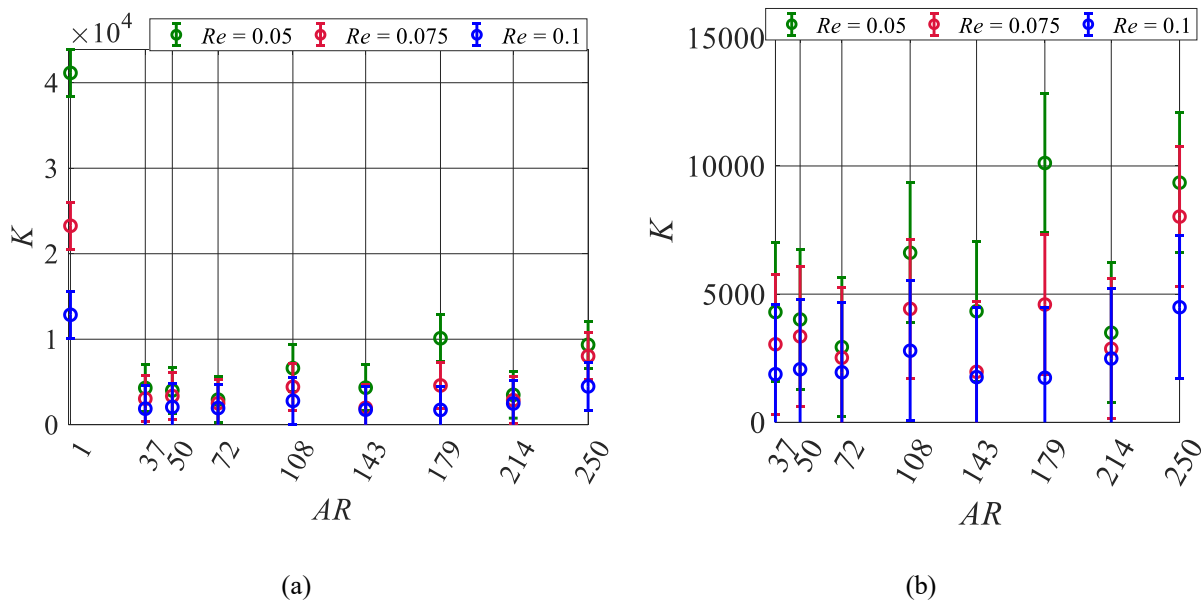 ×10⁴
Re = 0.05 Re = 0.075 Re = 0.1
4
3
2
1
0
K
1 37 50 72 108 143 179 214 250
AR
(a)
Re = 0.05 Re = 0.075 Re = 0.1
15000
10000
5000
0
K
37 50 72 108 143 179 214 250
AR
(b)